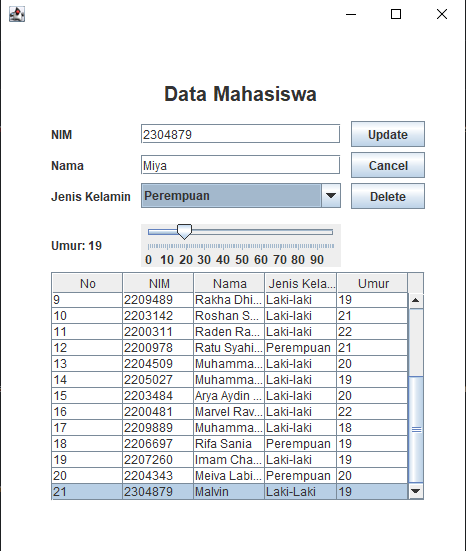 Data Mahasiswa
NIM 2304879 Update
Nama Miya Cancel
Jenis Kelamin Perempuan Delete
Umur: 19
0 10 20 30 40 50 60 70 80 90
No NIM Nama Jenis Kela... Umur
9 2209489 Rakha Dhi... Laki-laki 19
10 2203142 Roshan S... Laki-laki 21
11 2200311 Raden Ra... Laki-laki 22
12 2200978 Ratu Syahi... Perempuan 21
13 2204509 Muhamma... Laki-laki 20
14 2205027 Muhamma... Laki-laki 19
15 2203484 Arya Aydin ... Laki-laki 20
16 2200481 Marvel Rav... Laki-laki 22
17 2209889 Muhamma... Laki-laki 18
18 2206697 Rifa Sania Perempuan 19
19 2207260 Imam Cha... Laki-laki 19
20 2204343 Meiva Labi... Perempuan 20
21 2304879 Malvin Laki-Laki 19